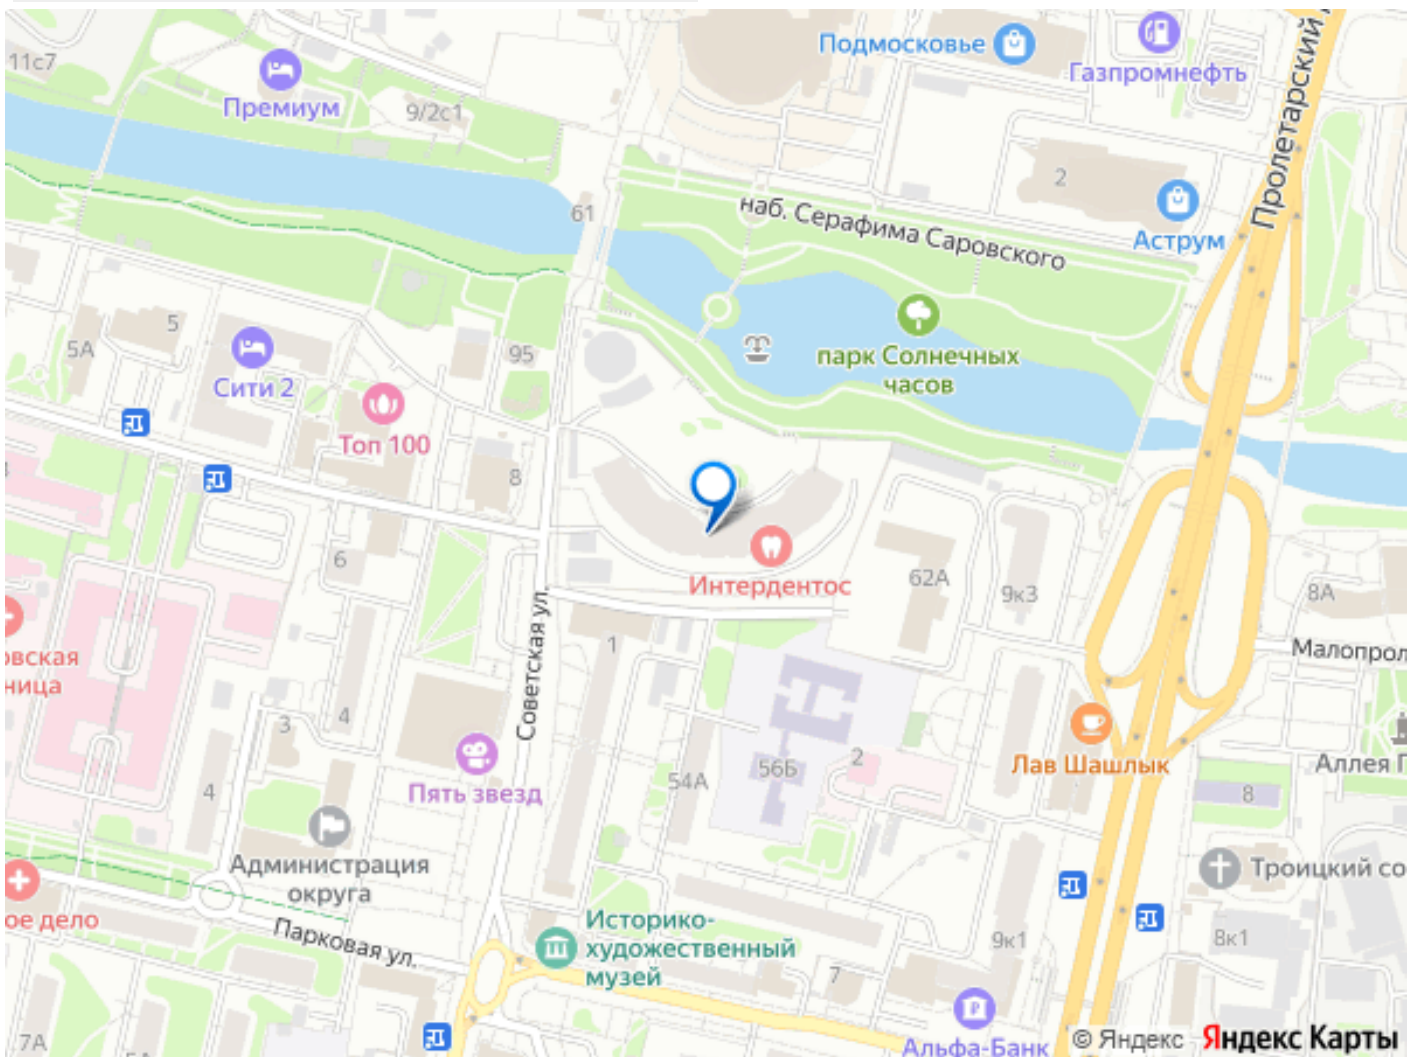 11с7
Премиум
9/2с1
Подмосковье
Газпромнефть
Пролетарский
2
Аструм
61
наб. Серафима Саровского
5
5А
Сити 2
95
парк Солнечных
часов
Топ 100
8
6
Интердентос
62А
9к3
8А
Советская ул.
1
Малопрол
овская
ница
3
4
4
Пять звезд
54А
56Б
2
Лав Шашлык
8
Аллея Г
Администрация
округа
Троицкий со
ое дело
Парковая ул.
Историко-
художественный
музей
9к1
8к1
7
7А
Альфа-Банк
© Яндекс Яндекс Карты